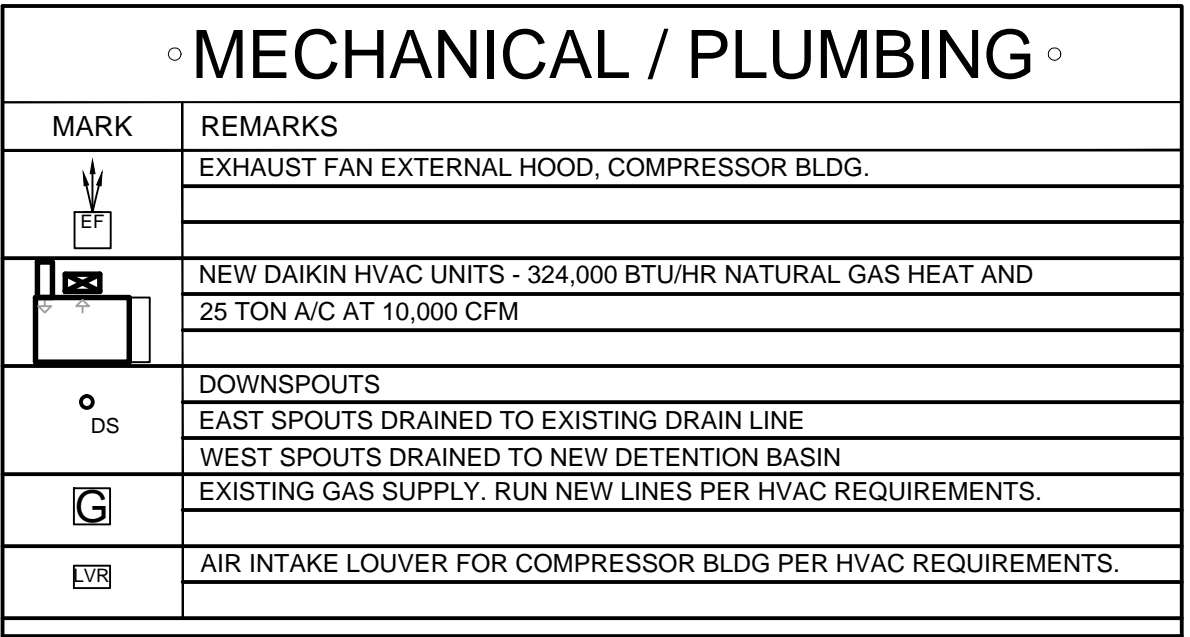 MECHANICAL / PLUMBING
MARK REMARKS
EF
EXHAUST FAN EXTERNAL HOOD, COMPRESSOR BLDG.
NEW DAIKIN HVAC UNITS - 324,000 BTU/HR NATURAL GAS HEAT AND
25 TON A/C AT 10,000 CFM
DS
DOWNSPOUTS
EAST SPOUTS DRAINED TO EXISTING DRAIN LINE
WEST SPOUTS DRAINED TO NEW DETENTION BASIN
G
EXISTING GAS SUPPLY. RUN NEW LINES PER HVAC REQUIREMENTS.
LVR
AIR INTAKE LOUVER FOR COMPRESSOR BLDG PER HVAC REQUIREMENTS.